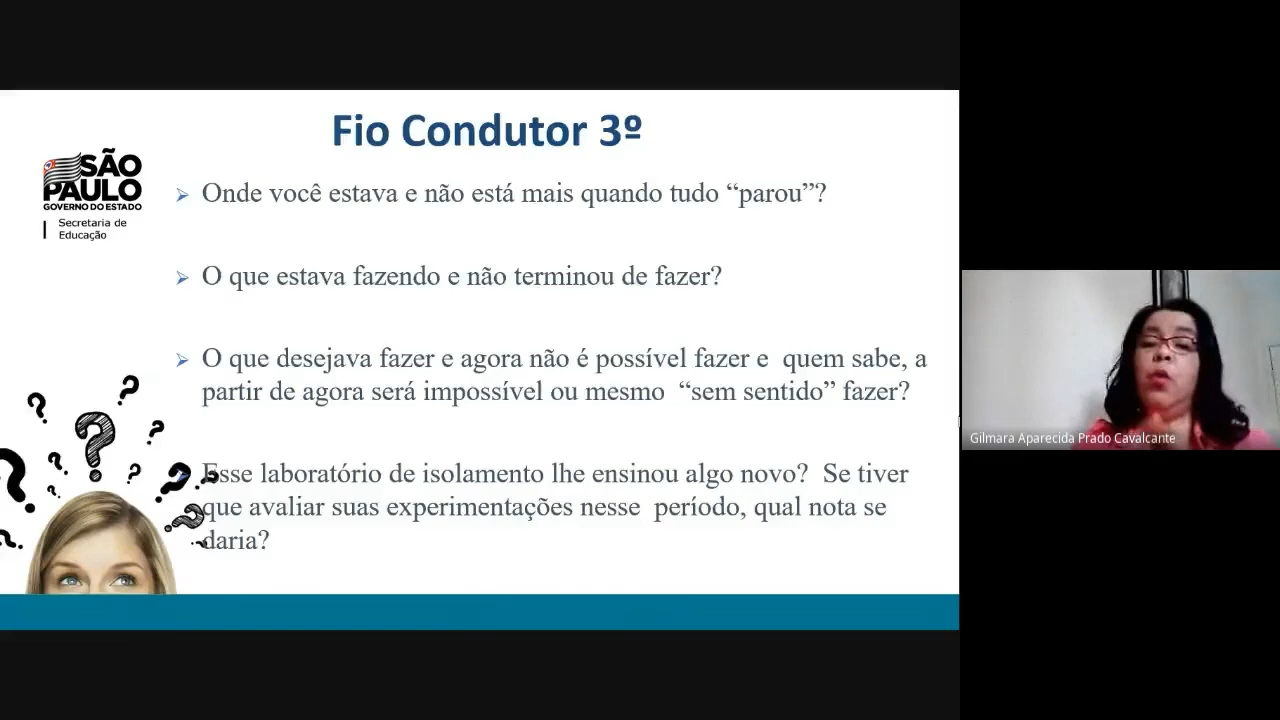 Fio Condutor 3º
SÃO
PAULO
GOVERNO DO ESTADO
Secretaria de
Educação
Onde você estava e não está mais quando tudo “parou”?
O que estava fazendo e não terminou de fazer?
O que desejava fazer e agora não é possível fazer e quem sabe, a
partir de agora será impossível ou mesmo “sem sentido” fazer?
Esse laboratório de isolamento lhe ensinou algo novo? Se tiver
que avaliar suas experimentações nesse período, qual nota se
daria?
Gilmara Aparecida Prado Cavalcante